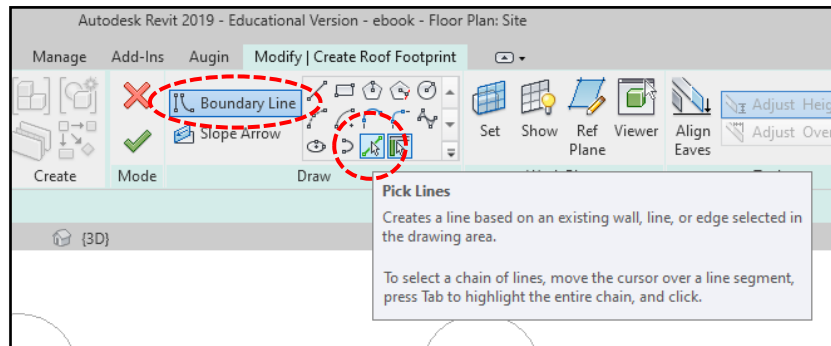 Autodesk Revit 2019 - Educational Version - ebook - Floor Plan: Site
Manage Add-Ins Augin Modify | Create Roof Footprint
Boundary Line
Slope Arrow
Set Show Ref Plane Viewer Align Eaves
Adjust Heig
Adjust Over
Create Mode Draw
Pick Lines
Creates a line based on an existing wall, line, or edge selected in
the drawing area.
To select a chain of lines, move the cursor over a line segment,
press Tab to highlight the entire chain, and click.
{3D}